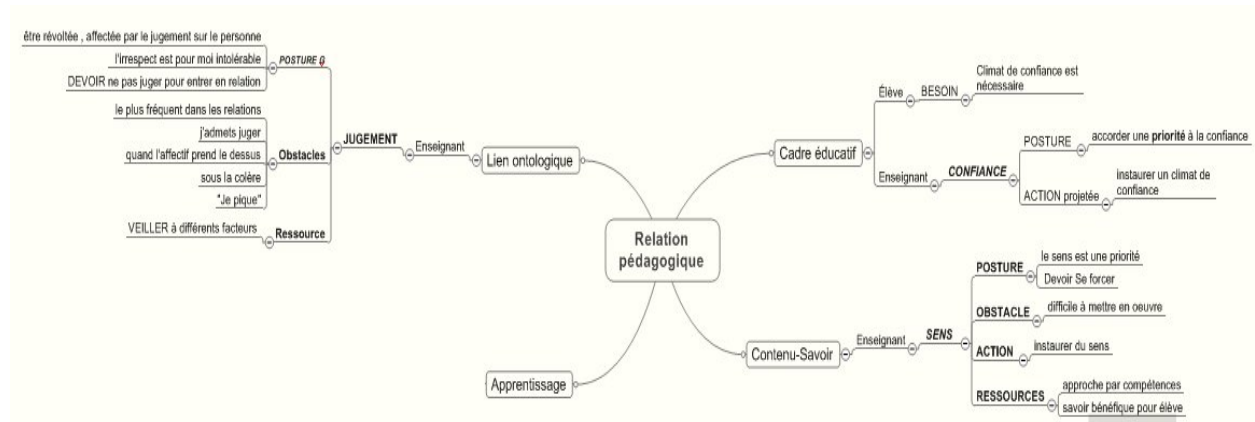 être révoltée , affectée par le jugement sur le personne
l'irrespect est pour moi intolérable
DEVOIR ne pas juger pour entrer en relation
POSTURE G
le plus fréquent dans les relations
j'admets juger
quand l'affectif prend le dessus
sous la colère
"Je pique"
Obstacles
VEILLER à différents facteurs
Ressource
JUGEMENT
Enseignant
Lien ontologique
Relation
pédagogique
Apprentissage
Cadre éducatif
Élève
BESOIN
Climat de confiance est
nécessaire
Enseignant
CONFIANCE
POSTURE
accorder une priorité à la confiance
ACTION projetée
instaurer un climat de
confiance
Contenu-Savoir
Enseignant
SENS
POSTURE
le sens est une priorité
Devoir Se forcer
OBSTACLE
difficile à mettre en oeuvre
ACTION
instaurer du sens
RESSOURCES
approche par compétences
savoir bénéfique pour élève